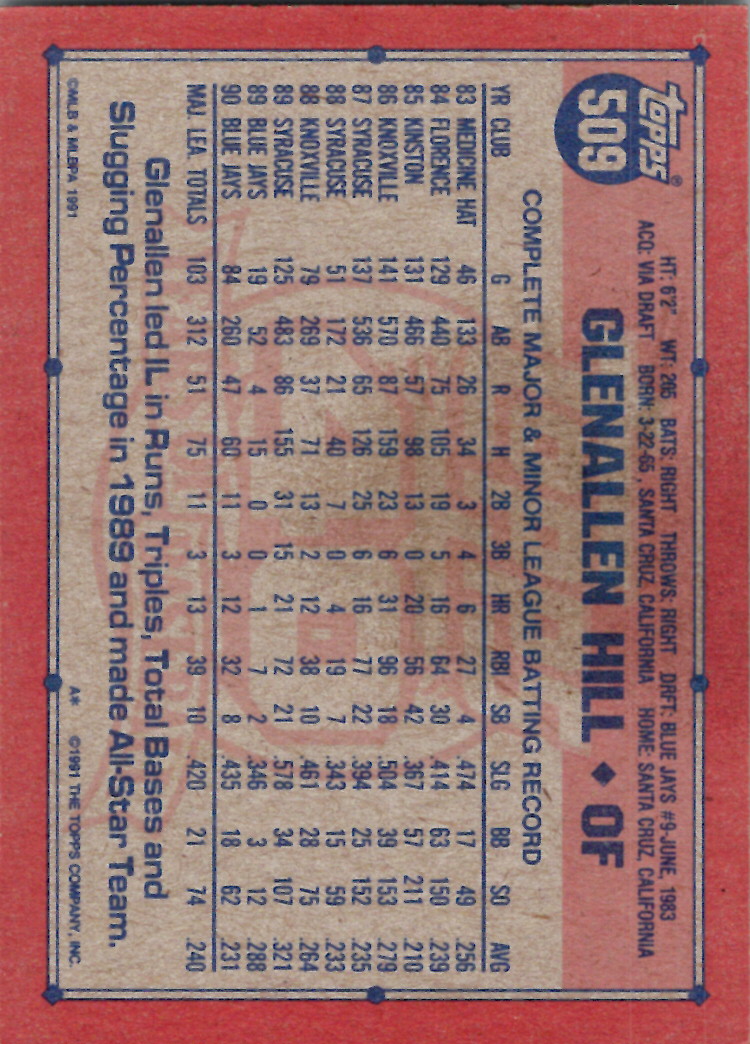 topps®
509
HT: 6'2" WT: 205 BATS: RIGHT THROWS: RIGHT DRFT: BLUE JAYS #9-JUNE, 1983
ACQ: VIA DRAFT BORN: 3-22-65, SANTA CRUZ, CALIFORNIA HOME: SANTA CRUZ, CALIFORNIA
GLENALLEN HILL ♦ OF
COMPLETE MAJOR & MINOR LEAGUE BATTING RECORD
YR CLUB G AB R H 2B 3B HR RBI SB SLG BB SO AVG
83 MEDICINE HAT 46 133 26 34 3 4 6 27 4 .474 17 49 .256
84 FLORENCE 129 440 75 105 19 5 16 64 30 .414 63 150 .239
85 KINSTON 131 466 57 98 13 0 20 56 42 .367 57 211 .210
86 KNOXVILLE 141 570 87 159 23 6 31 96 18 .504 39 153 .279
87 SYRACUSE 137 536 65 126 25 6 16 77 22 .394 25 152 .235
88 SYRACUSE 51 172 21 40 7 0 4 19 7 .343 15 59 .233
88 KNOXVILLE 79 269 37 71 13 2 12 38 10 .461 28 75 .264
89 SYRACUSE 125 483 86 155 31 15 21 72 21 .578 34 107 .321
89 BLUE JAYS 19 52 4 15 0 0 1 7 2 .346 3 12 .288
90 BLUE JAYS 84 260 47 60 11 3 12 32 8 .435 18 62 .231
MAJ. LEA. TOTALS 103 312 51 75 11 3 13 39 10 .420 21 74 .240
Glenallen led IL in Runs, Triples, Total Bases and
Slugging Percentage in 1989 and made All-Star Team.
©MLB & MLBPA 1991 A* ©1991 THE TOPPS COMPANY, INC.